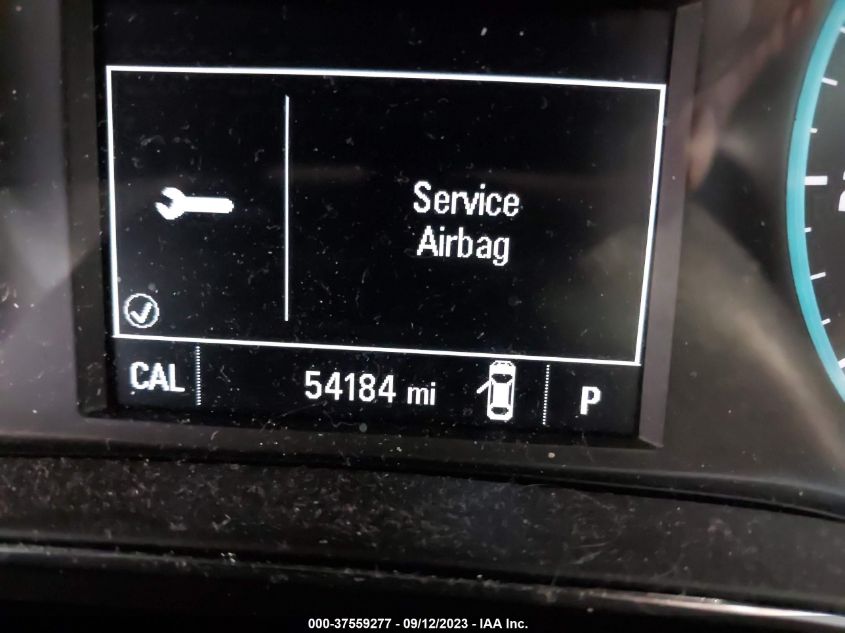 Service
Airbag
CAL 54184 mi P
000-37559277 - 09/12/2023 - IAA Inc.